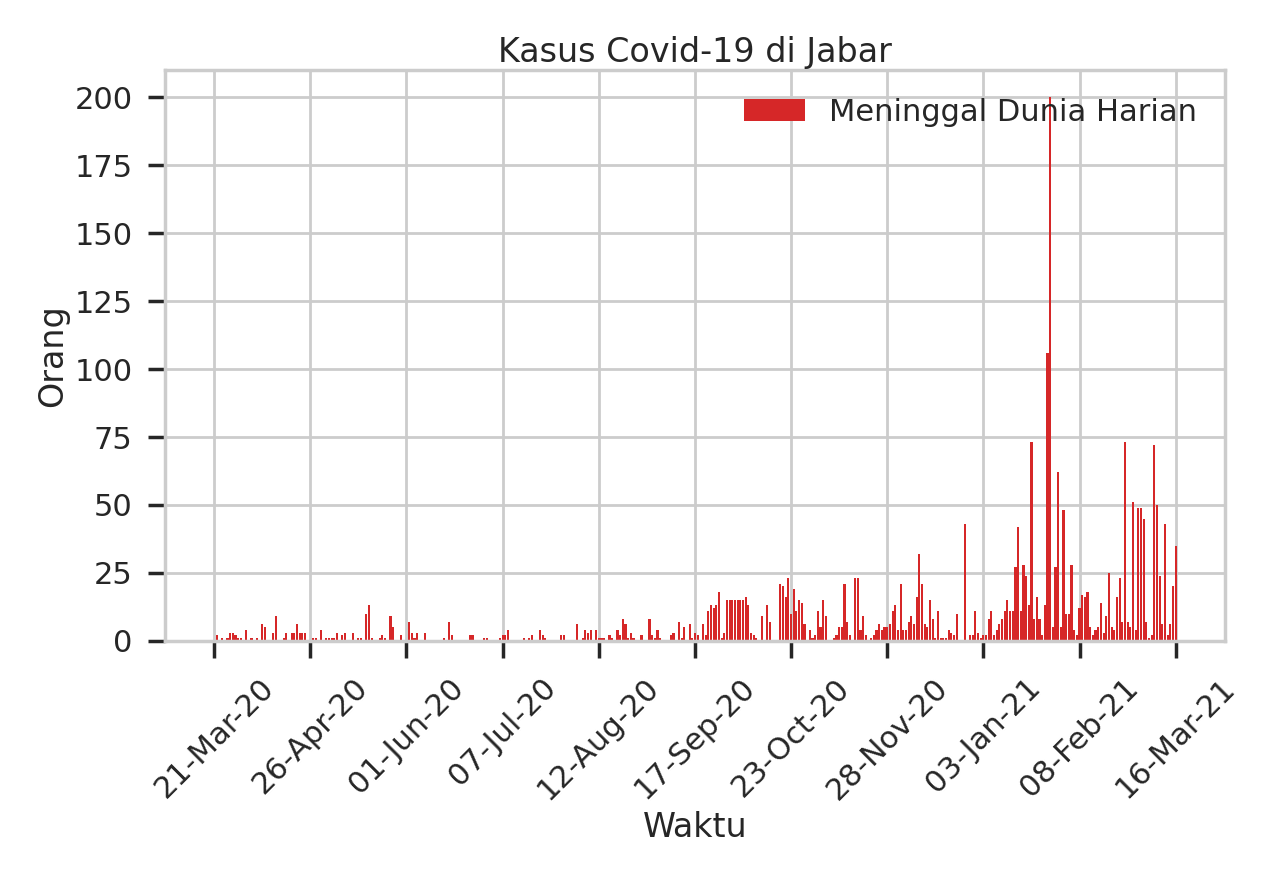 Kasus Covid-19 di Jabar
Meninggal Dunia Harian
Orang
200
175
150
125
100
75
50
25
0
21-Mar-20
26-Apr-20
01-Jun-20
07-Jul-20
12-Aug-20
17-Sep-20
23-Oct-20
28-Nov-20
03-Jan-21
08-Feb-21
16-Mar-21
Waktu